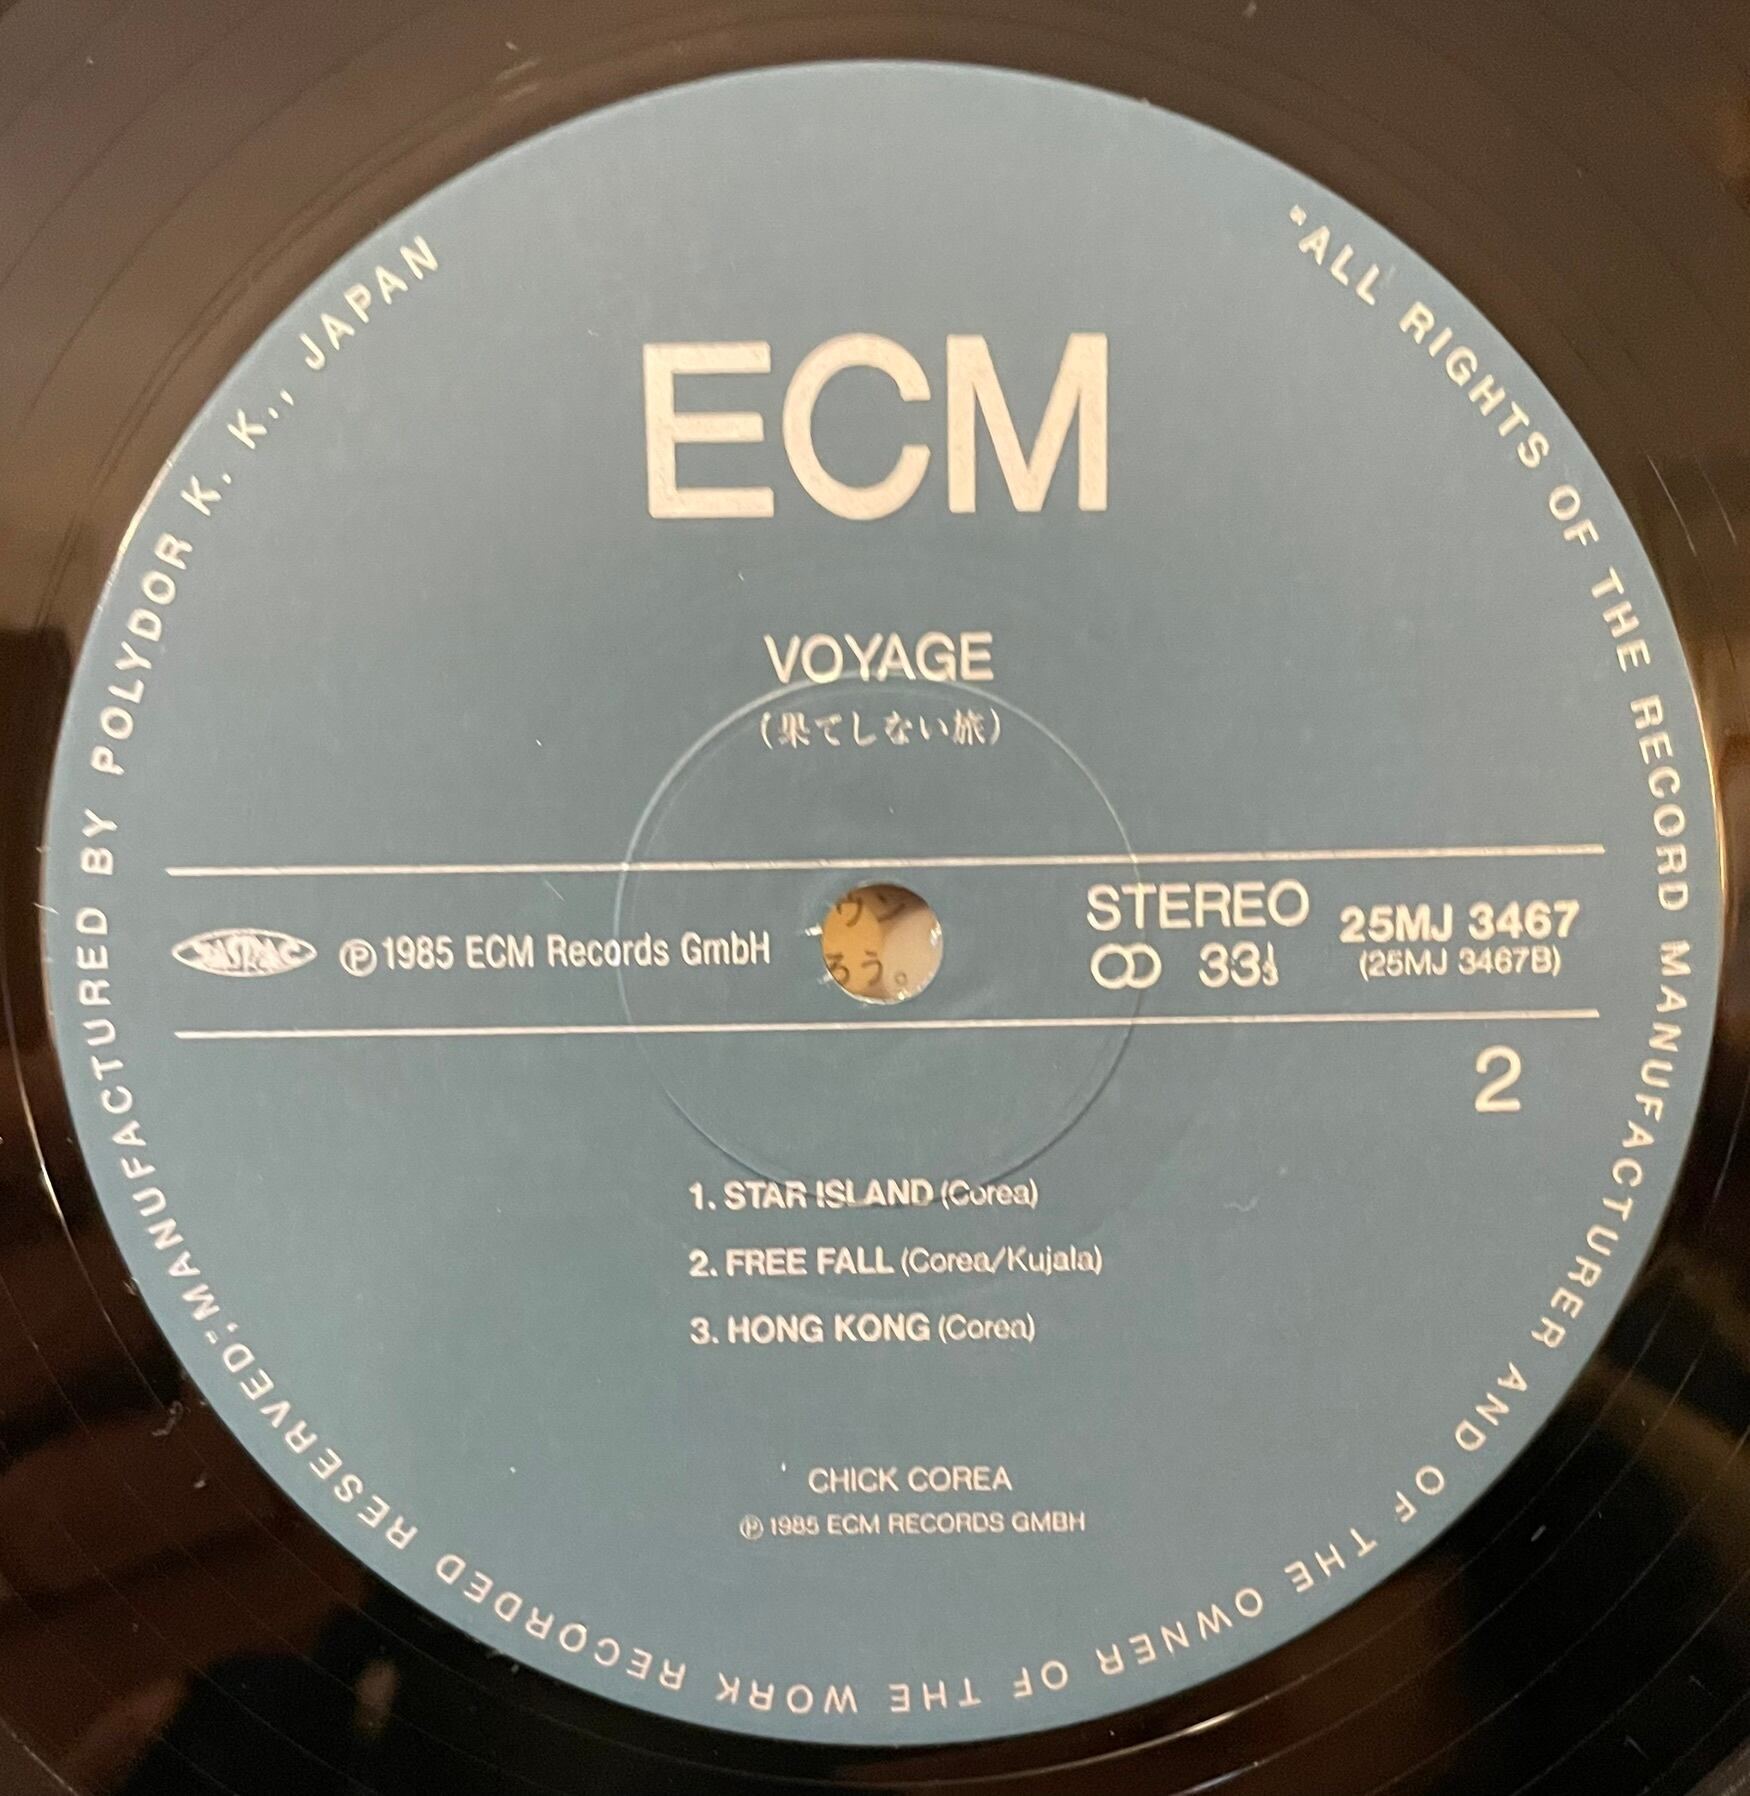 ECM
VOYAGE
(果てしない旅)
JASRAC
Ⓟ1985 ECM Records GmbH
STEREO
33⅓
25MJ 3467
(25MJ 3467B)
2
1. STAR ISLAND (Corea)
2. FREE FALL (Corea/Kujala)
3. HONG KONG (Corea)
CHICK COREA
Ⓟ 1985 ECM RECORDS GMBH
"ALL RIGHTS OF THE RECORD MANUFACTURER AND OF THE OWNER OF THE WORK RECORDED RESERVED," MANUFACTURED BY POLYDOR K. K., JAPAN
ろう。